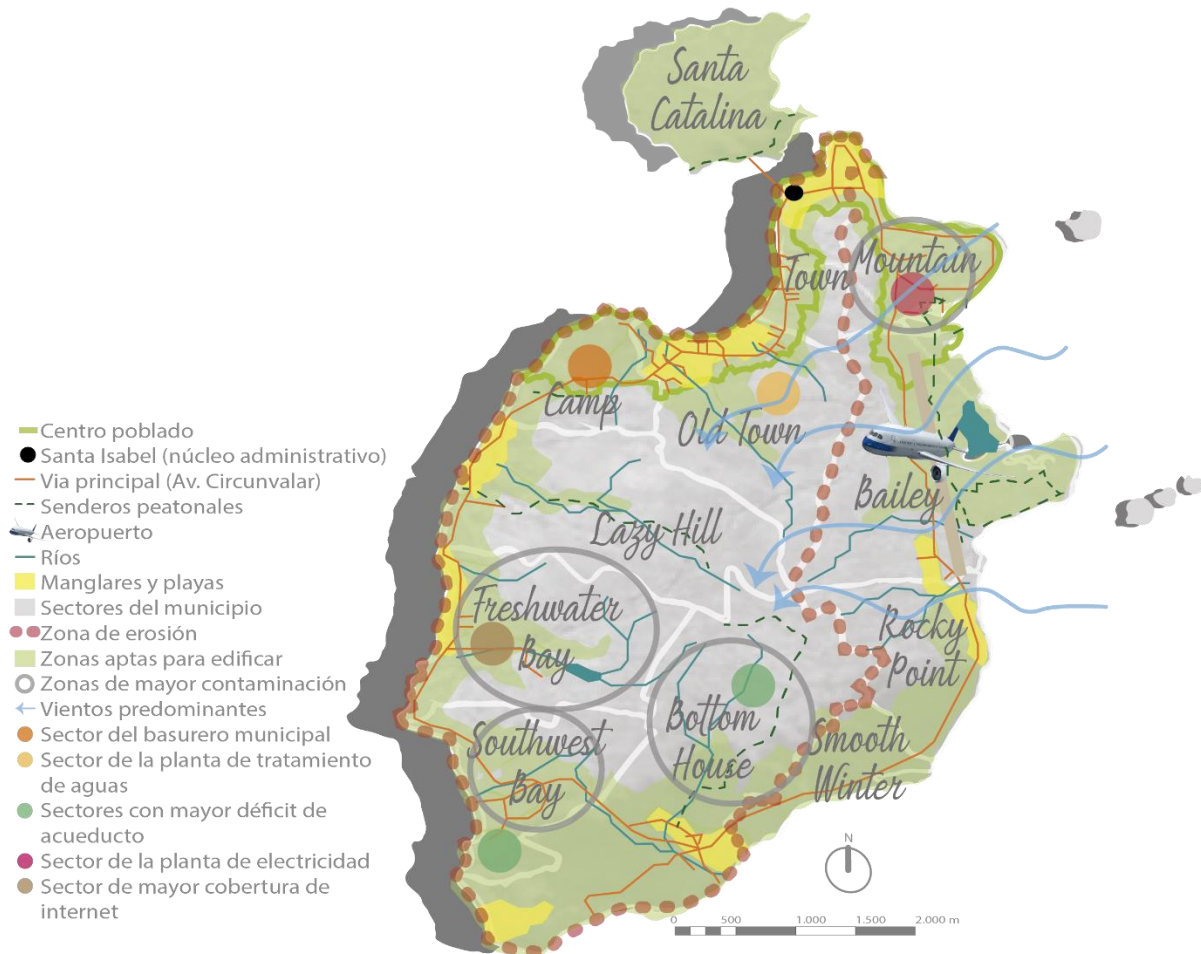 Santa
Catalina
Mountain
Town
Camp
Old Town
Bailey
Lazy Hill
Freshwater
Bay
Rocky
Point
Bottom
House
Southwest
Bay
Smooth
Winter
Centro poblado
Santa Isabel (núcleo administrativo)
Via principal (Av. Circunvalar)
Senderos peatonales
Aeropuerto
Ríos
Manglares y playas
Sectores del municipio
Zona de erosión
Zonas aptas para edificar
Zonas de mayor contaminación
Vientos predominantes
Sector del basurero municipal
Sector de la planta de tratamiento
de aguas
Sectores con mayor déficit de
acueducto
Sector de la planta de electricidad
Sector de mayor cobertura de
internet
N
0 500 1.000 1.500 2.000 m